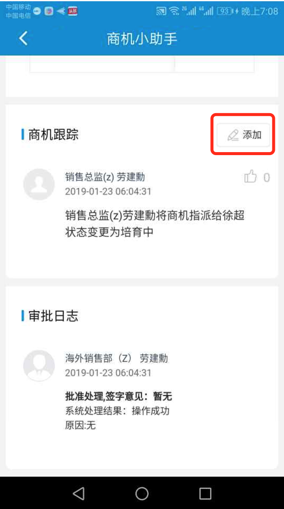 中国移动
中国电信
93
晚上7:08
商机小助手
商机跟踪
添加
销售总监(z) 劳建勳
2019-01-23 06:04:31
0
销售总监(z)劳建勳将商机指派给徐超
状态变更为培育中
审批日志
海外销售部（Z） 劳建勳
2019-01-23 06:04:31
批准处理,签字意见：暂无
系统处理结果：操作成功
原因:无